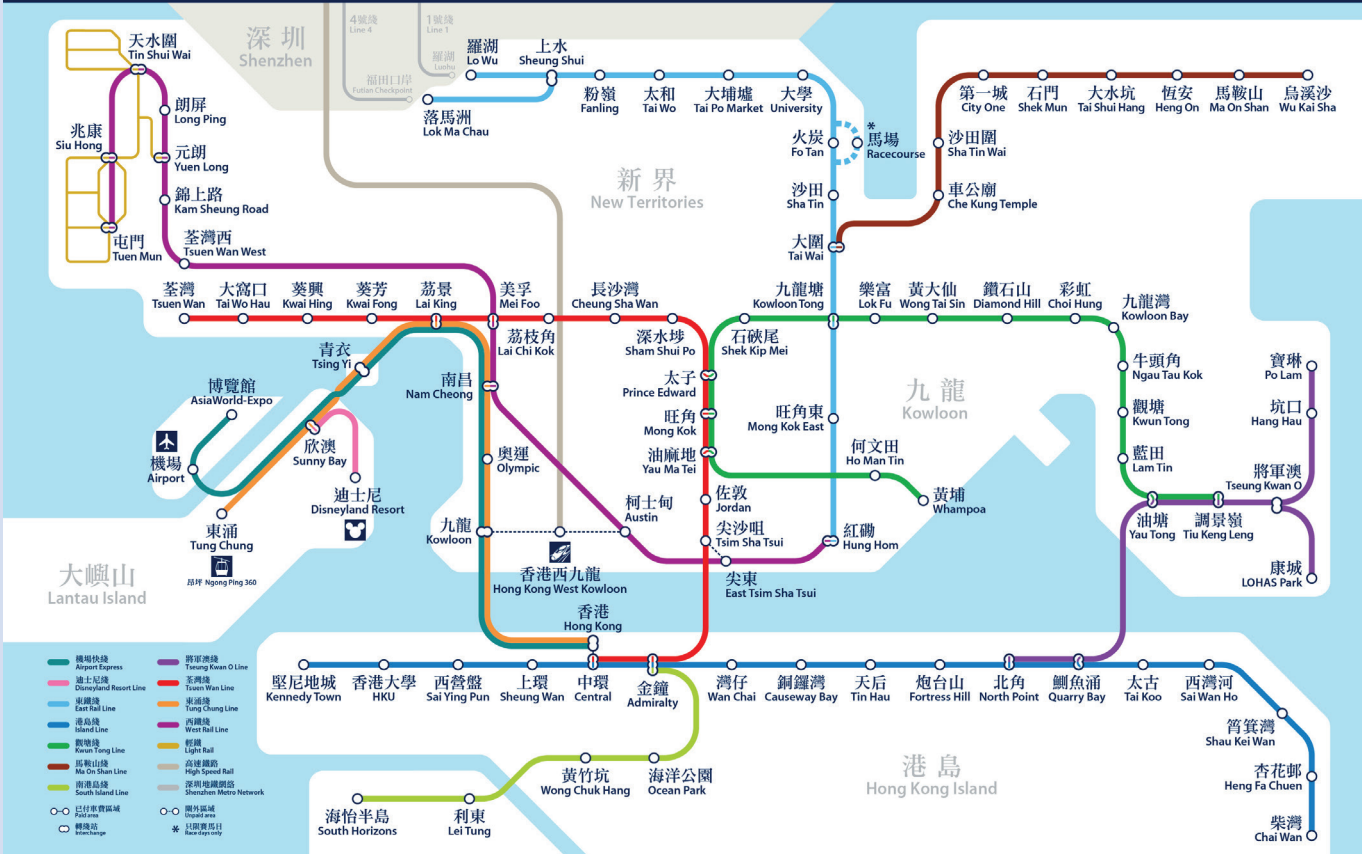 深圳
Shenzhen
4號綫
Line 4
1號綫
Line 1
羅湖
Luohu
福田口岸
Futian Checkpoint
天水圍
Tin Shui Wai
朗屏
Long Ping
兆康
Siu Hong
元朗
Yuen Long
錦上路
Kam Sheung Road
屯門
Tuen Mun
荃灣西
Tsuen Wan West
羅湖
Lo Wu
上水
Sheung Shui
落馬洲
Lok Ma Chau
粉嶺
Fanling
太和
Tai Wo
大埔墟
Tai Po Market
大學
University
火炭
Fo Tan
*
馬場
Racecourse
沙田
Sha Tin
大圍
Tai Wai
第一城
City One
石門
Shek Mun
大水坑
Tai Shui Hang
恆安
Heng On
馬鞍山
Ma On Shan
烏溪沙
Wu Kai Sha
沙田圍
Sha Tin Wai
車公廟
Che Kung Temple
新界
New Territories
荃灣
Tsuen Wan
大窩口
Tai Wo Hau
葵興
Kwai Hing
葵芳
Kwai Fong
荔景
Lai King
美孚
Mei Foo
荔枝角
Lai Chi Kok
長沙灣
Cheung Sha Wan
深水埗
Sham Shui Po
石硤尾
Shek Kip Mei
九龍塘
Kowloon Tong
樂富
Lok Fu
黃大仙
Wong Tai Sin
鑽石山
Diamond Hill
彩虹
Choi Hung
九龍灣
Kowloon Bay
牛頭角
Ngau Tau Kok
觀塘
Kwun Tong
藍田
Lam Tin
寶琳
Po Lam
坑口
Hang Hau
將軍澳
Tseung Kwan O
油塘
Yau Tong
調景嶺
Tiu Keng Leng
康城
LOHAS Park
青衣
Tsing Yi
博覽館
AsiaWorld-Expo
機場
Airport
欣澳
Sunny Bay
迪士尼
Disneyland Resort
東涌
Tung Chung
昂坪 Ngong Ping 360
大嶼山
Lantau Island
南昌
Nam Cheong
奧運
Olympic
九龍
Kowloon
太子
Prince Edward
旺角
Mong Kok
油麻地
Yau Ma Tei
旺角東
Mong Kok East
九龍
Kowloon
何文田
Ho Man Tin
黃埔
Whampoa
佐敦
Jordan
柯士甸
Austin
尖沙咀
Tsim Sha Tsui
紅磡
Hung Hom
尖東
East Tsim Sha Tsui
香港西九龍
Hong Kong West Kowloon
香港
Hong Kong
堅尼地城
Kennedy Town
香港大學
HKU
西營盤
Sai Ying Pun
上環
Sheung Wan
中環
Central
金鐘
Admiralty
灣仔
Wan Chai
銅鑼灣
Causeway Bay
天后
Tin Hau
炮台山
Fortress Hill
北角
North Point
鰂魚涌
Quarry Bay
太古
Tai Koo
西灣河
Sai Wan Ho
筲箕灣
Shau Kei Wan
杏花邨
Heng Fa Chuen
柴灣
Chai Wan
黃竹坑
Wong Chuk Hang
海洋公園
Ocean Park
海怡半島
South Horizons
利東
Lei Tung
港島
Hong Kong Island
機場快綫
Airport Express
迪士尼綫
Disneyland Resort Line
東鐵綫
East Rail Line
港島綫
Island Line
觀塘綫
Kwun Tong Line
馬鞍山綫
Ma On Shan Line
南港島綫
South Island Line
已付車費區域
Paid area
轉綫站
Interchange
將軍澳綫
Tseung Kwan O Line
荃灣綫
Tsuen Wan Line
東涌綫
Tung Chung Line
西鐵綫
West Rail Line
輕鐵
Light Rail
高速鐵路
High Speed Rail
深圳地鐵網絡
Shenzhen Metro Network
閘外區域
Unpaid area
* 只限賽馬日
Race days only